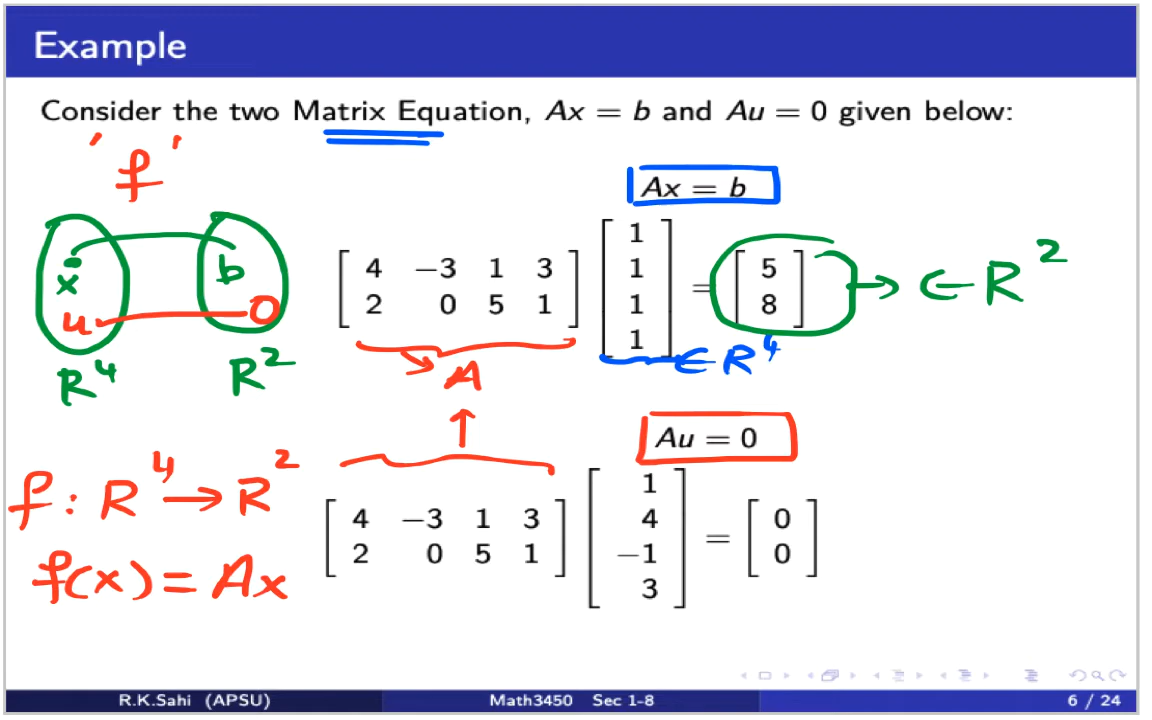 Example
Consider the two Matrix Equation, Ax = b and Au = 0 given below:
'f'
Ax = b
x b
u 0
R⁴ R²
[4 −3 1 3; 2 0 5 1] [1; 1; 1; 1] = [5; 8] → ∈ R²
→ A
∈ R⁴
Au = 0
f : R⁴ → R²
f(x) = Ax
[4 −3 1 3; 2 0 5 1] [1; 4; −1; 3] = [0; 0]
R.K.Sahi (APSU) Math3450 Sec 1-8 6 / 24